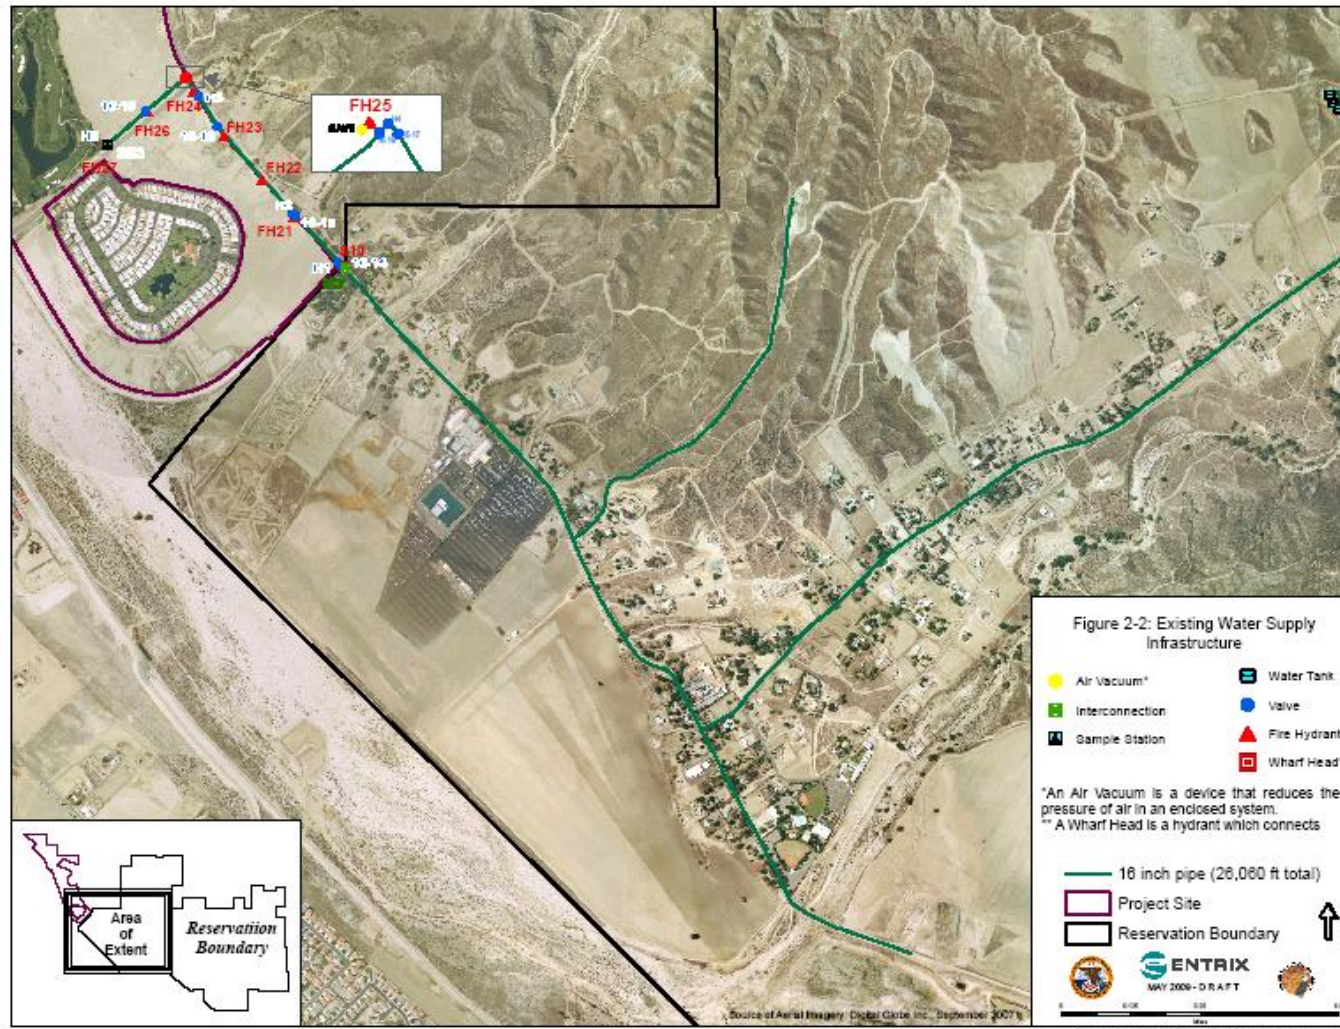 FH25
FH24
FH26
FH23
FH22
FH27
FH21
S10
Figure 2-2: Existing Water Supply
Infrastructure
Air Vacuum*
Interconnection
Sample Station
Water Tank
Valve
Fire Hydrant
Wharf Head
*An Air Vacuum is a device that reduces the
pressure of air in an enclosed system.
** A Wharf Head is a hydrant which connects
16 inch pipe (26,060 ft total)
Project Site
Reservation Boundary
ENTRIX
MAY 2009 - DRAFT
Area
of
Extent
Reservatiion
Boundary
Source of Aerial Imagery: Digital Globe Inc., September 2007